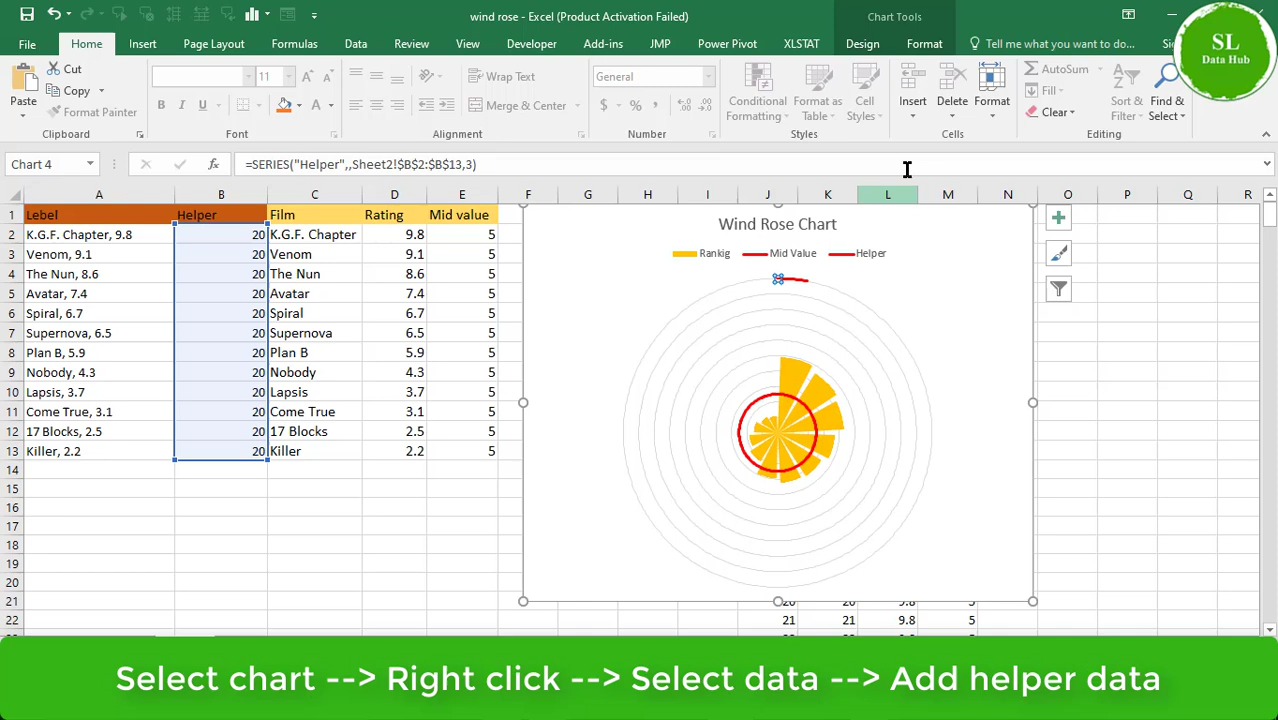 wind rose - Excel (Product Activation Failed)
Chart Tools
SL
Data Hub
File Home Insert Page Layout Formulas Data Review View Developer Add-ins JMP Power Pivot XLSTAT Design Format Tell me what you want to do...
Paste
Cut
Copy
Format Painter
11
Wrap Text
Merge & Center
General
Conditional Formatting
Format as Table
Cell Styles
Insert
Delete
Format
AutoSum
Fill
Clear
Sort & Filter
Find & Select
Clipboard Font Alignment Number Styles Cells Editing
Chart 4 =SERIES("Helper",,Sheet2!$B$2:$B$13,3)
A B C D E F G H I J K L M N O P Q R
1 Lebel Helper Film Rating Mid value
2 K.G.F. Chapter, 9.8 20 K.G.F. Chapter 9.8 5
3 Venom, 9.1 20 Venom 9.1 5
4 The Nun, 8.6 20 The Nun 8.6 5
5 Avatar, 7.4 20 Avatar 7.4 5
6 Spiral, 6.7 20 Spiral 6.7 5
7 Supernova, 6.5 20 Supernova 6.5 5
8 Plan B, 5.9 20 Plan B 5.9 5
9 Nobody, 4.3 20 Nobody 4.3 5
10 Lapsis, 3.7 20 Lapsis 3.7 5
11 Come True, 3.1 20 Come True 3.1 5
12 17 Blocks, 2.5 20 17 Blocks 2.5 5
13 Killer, 2.2 20 Killer 2.2 5
14
15
16
17
18
19
20
21 20 20 9.8 5
22 21 21 9.8 5
Wind Rose Chart
Rankig Mid Value Helper
Select chart --> Right click --> Select data --> Add helper data